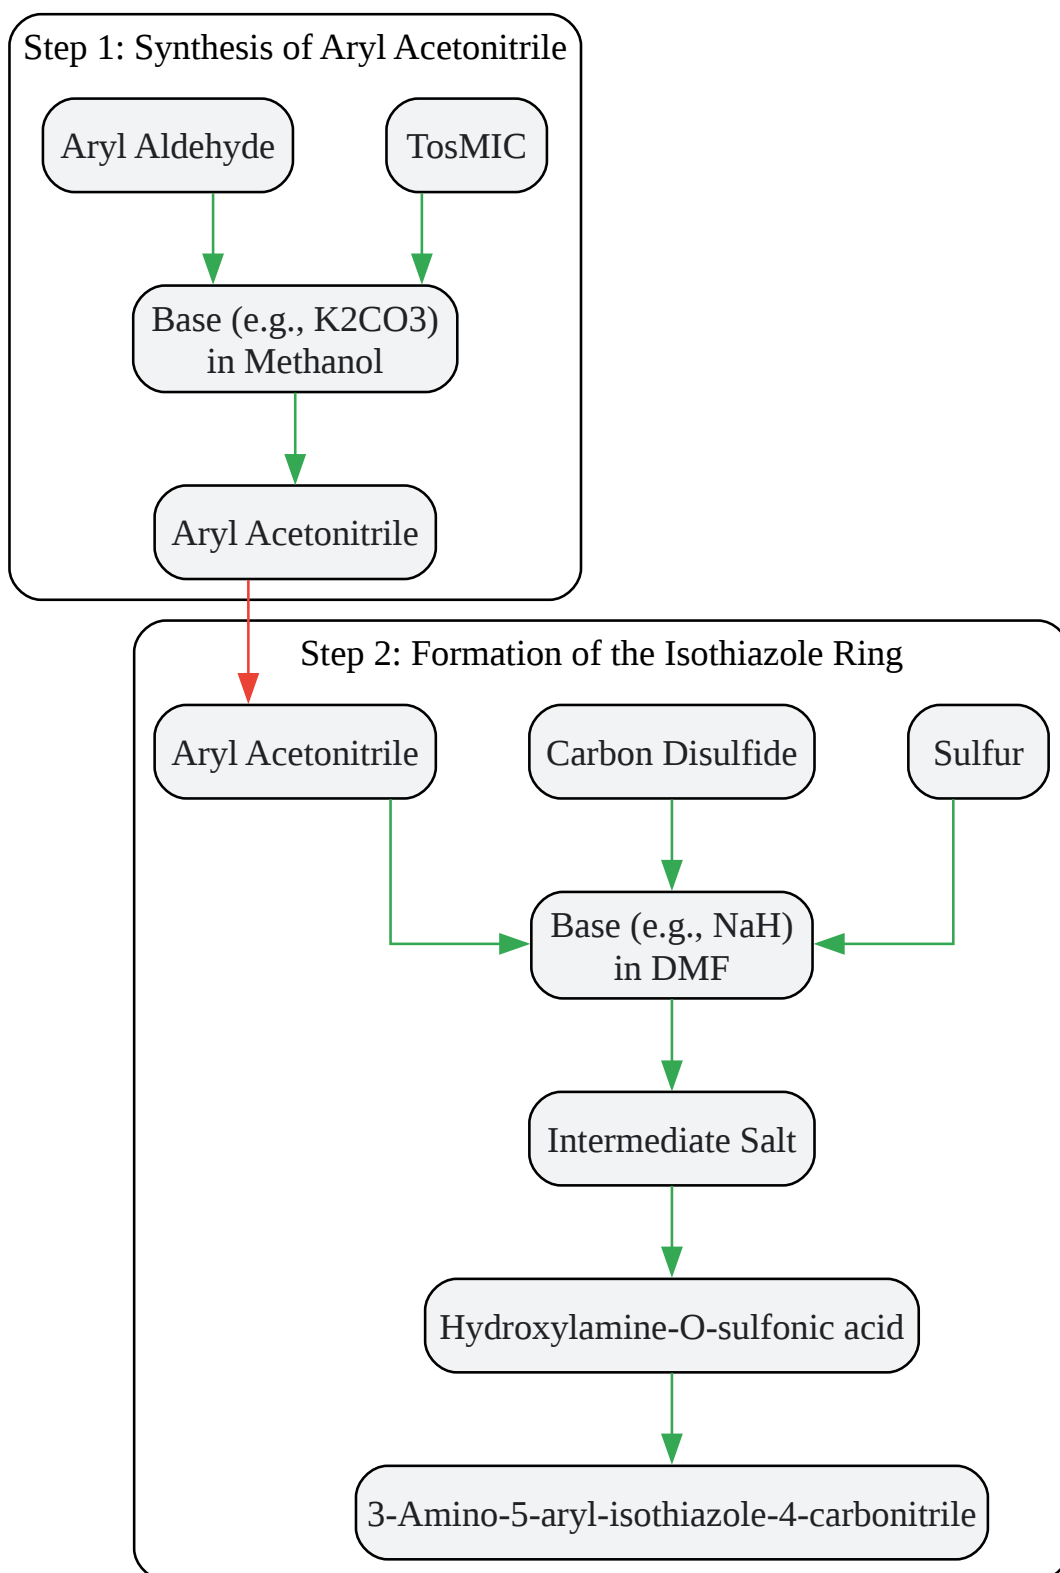 Step 1: Synthesis of Aryl Acetonitrile
Aryl Aldehyde
TosMIC
Base (e.g., K2CO3)
in Methanol
Aryl Acetonitrile
Step 2: Formation of the Isothiazole Ring
Aryl Acetonitrile
Carbon Disulfide
Sulfur
Base (e.g., NaH)
in DMF
Intermediate Salt
Hydroxylamine-O-sulfonic acid
3-Amino-5-aryl-isothiazole-4-carbonitrile